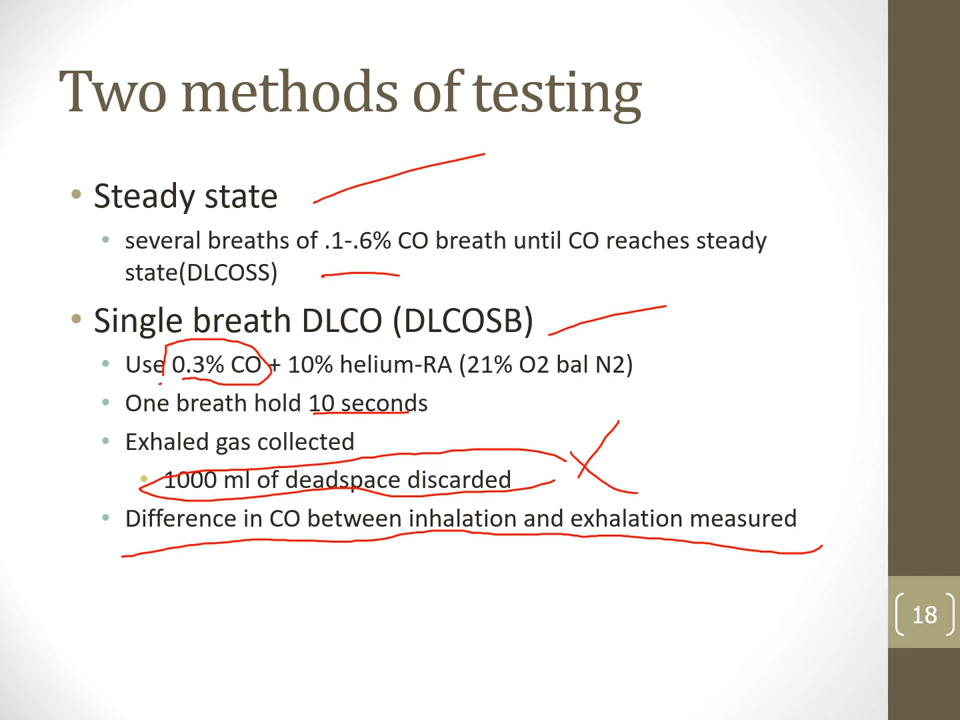 Two methods of testing
• Steady state
• several breaths of .1-.6% CO breath until CO reaches steady
state(DLCOSS)
• Single breath DLCO (DLCOSB)
• Use 0.3% CO + 10% helium-RA (21% O2 bal N2)
• One breath hold 10 seconds
• Exhaled gas collected
• 1000 ml of deadspace discarded
• Difference in CO between inhalation and exhalation measured
18